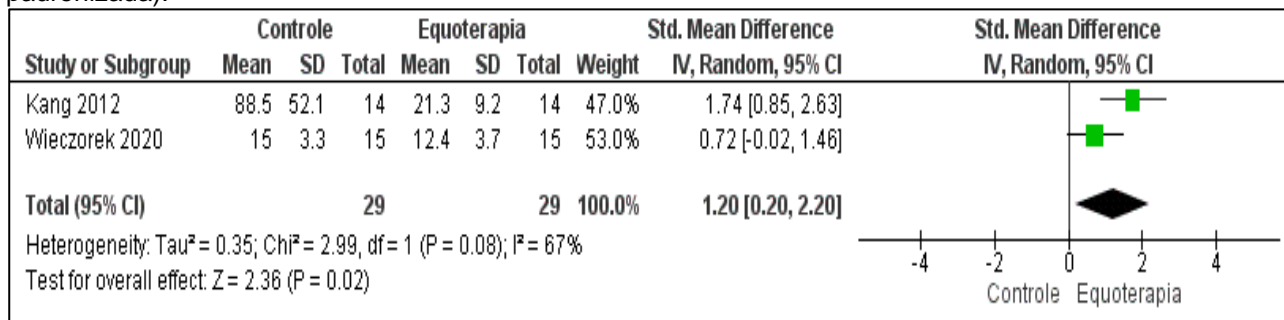 padronizada).
Controle Equoterapia Std. Mean Difference Std. Mean Difference
Study or Subgroup Mean SD Total Mean SD Total Weight IV, Random, 95% CI IV, Random, 95% CI
Kang 2012 88.5 52.1 14 21.3 9.2 14 47.0% 1.74 [0.85, 2.63]
Wieczorek 2020 15 3.3 15 12.4 3.7 15 53.0% 0.72 [-0.02, 1.46]
Total (95% CI) 29 29 100.0% 1.20 [0.20, 2.20]
Heterogeneity: Tau² = 0.35; Chi² = 2.99, df = 1 (P = 0.08); I² = 67%
Test for overall effect: Z = 2.36 (P = 0.02)
-4 -2 0 2 4
Controle Equoterapia